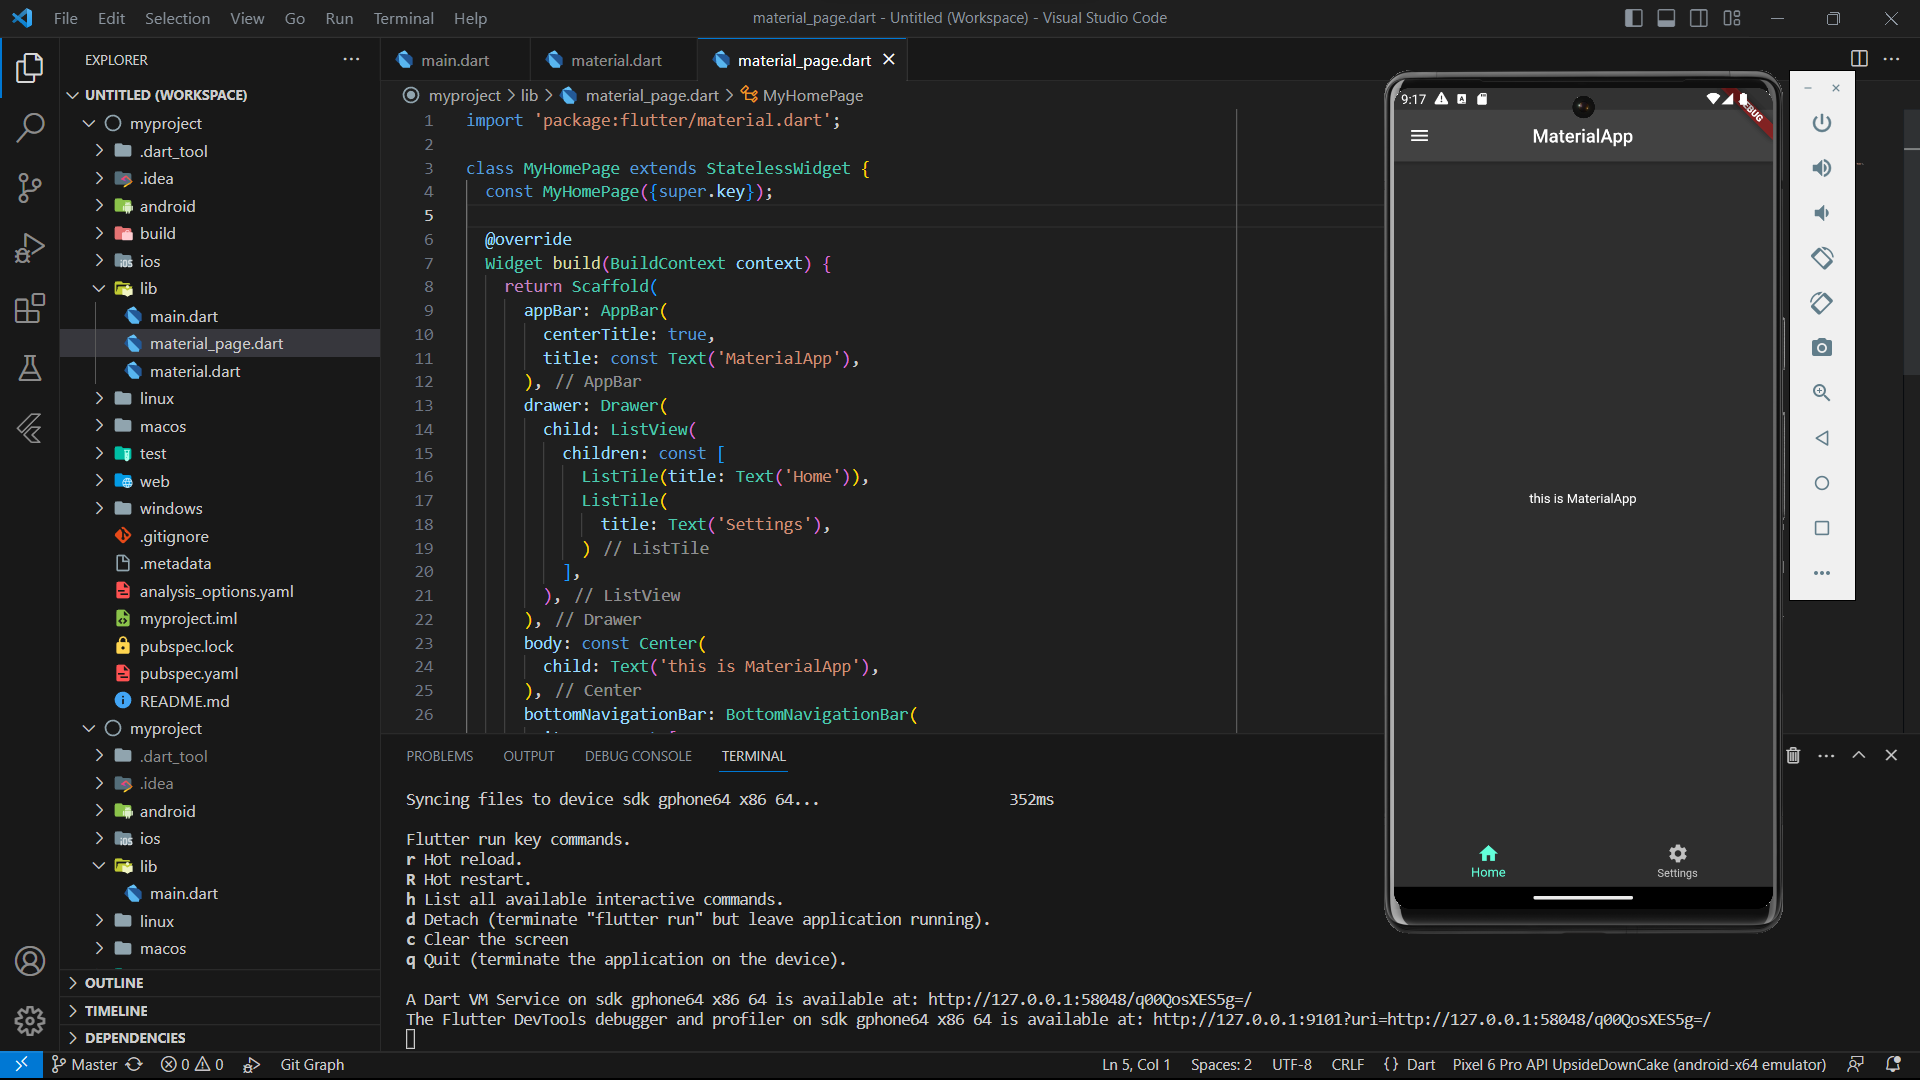 File Edit Selection View Go Run Terminal Help
material_page.dart - Untitled (Workspace) - Visual Studio Code
EXPLORER
UNTITLED (WORKSPACE)
myproject
.dart_tool
.idea
android
build
ios
lib
main.dart
material_page.dart
material.dart
linux
macos
test
web
windows
.gitignore
.metadata
analysis_options.yaml
myproject.iml
pubspec.lock
pubspec.yaml
README.md
myproject
.dart_tool
.idea
android
ios
lib
main.dart
linux
macos
OUTLINE
TIMELINE
DEPENDENCIES
main.dart material.dart material_page.dart
myproject > lib > material_page.dart > MyHomePage
1 import 'package:flutter/material.dart';
2
3 class MyHomePage extends StatelessWidget {
4 const MyHomePage({super.key});
5
6 @override
7 Widget build(BuildContext context) {
8 return Scaffold(
9 appBar: AppBar(
10 centerTitle: true,
11 title: const Text('MaterialApp'),
12 ), // AppBar
13 drawer: Drawer(
14 child: ListView(
15 children: const [
16 ListTile(title: Text('Home')),
17 ListTile(
18 title: Text('Settings'),
19 ) // ListTile
20 ],
21 ), // ListView
22 ), // Drawer
23 body: const Center(
24 child: Text('this is MaterialApp'),
25 ), // Center
26 bottomNavigationBar: BottomNavigationBar(
PROBLEMS OUTPUT DEBUG CONSOLE TERMINAL
Syncing files to device sdk gphone64 x86 64... 352ms
Flutter run key commands.
r Hot reload.
R Hot restart.
h List all available interactive commands.
d Detach (terminate "flutter run" but leave application running).
c Clear the screen
q Quit (terminate the application on the device).
A Dart VM Service on sdk gphone64 x86 64 is available at: http://127.0.0.1:58048/q00QosXES5g=/
The Flutter DevTools debugger and profiler on sdk gphone64 x86 64 is available at: http://127.0.0.1:9101?uri=http://127.0.0.1:58048/q00QosXES5g=/
9:17
MaterialApp
this is MaterialApp
Home
Settings
Master 0 0 Git Graph
Ln 5, Col 1 Spaces: 2 UTF-8 CRLF {} Dart Pixel 6 Pro API UpsideDownCake (android-x64 emulator)